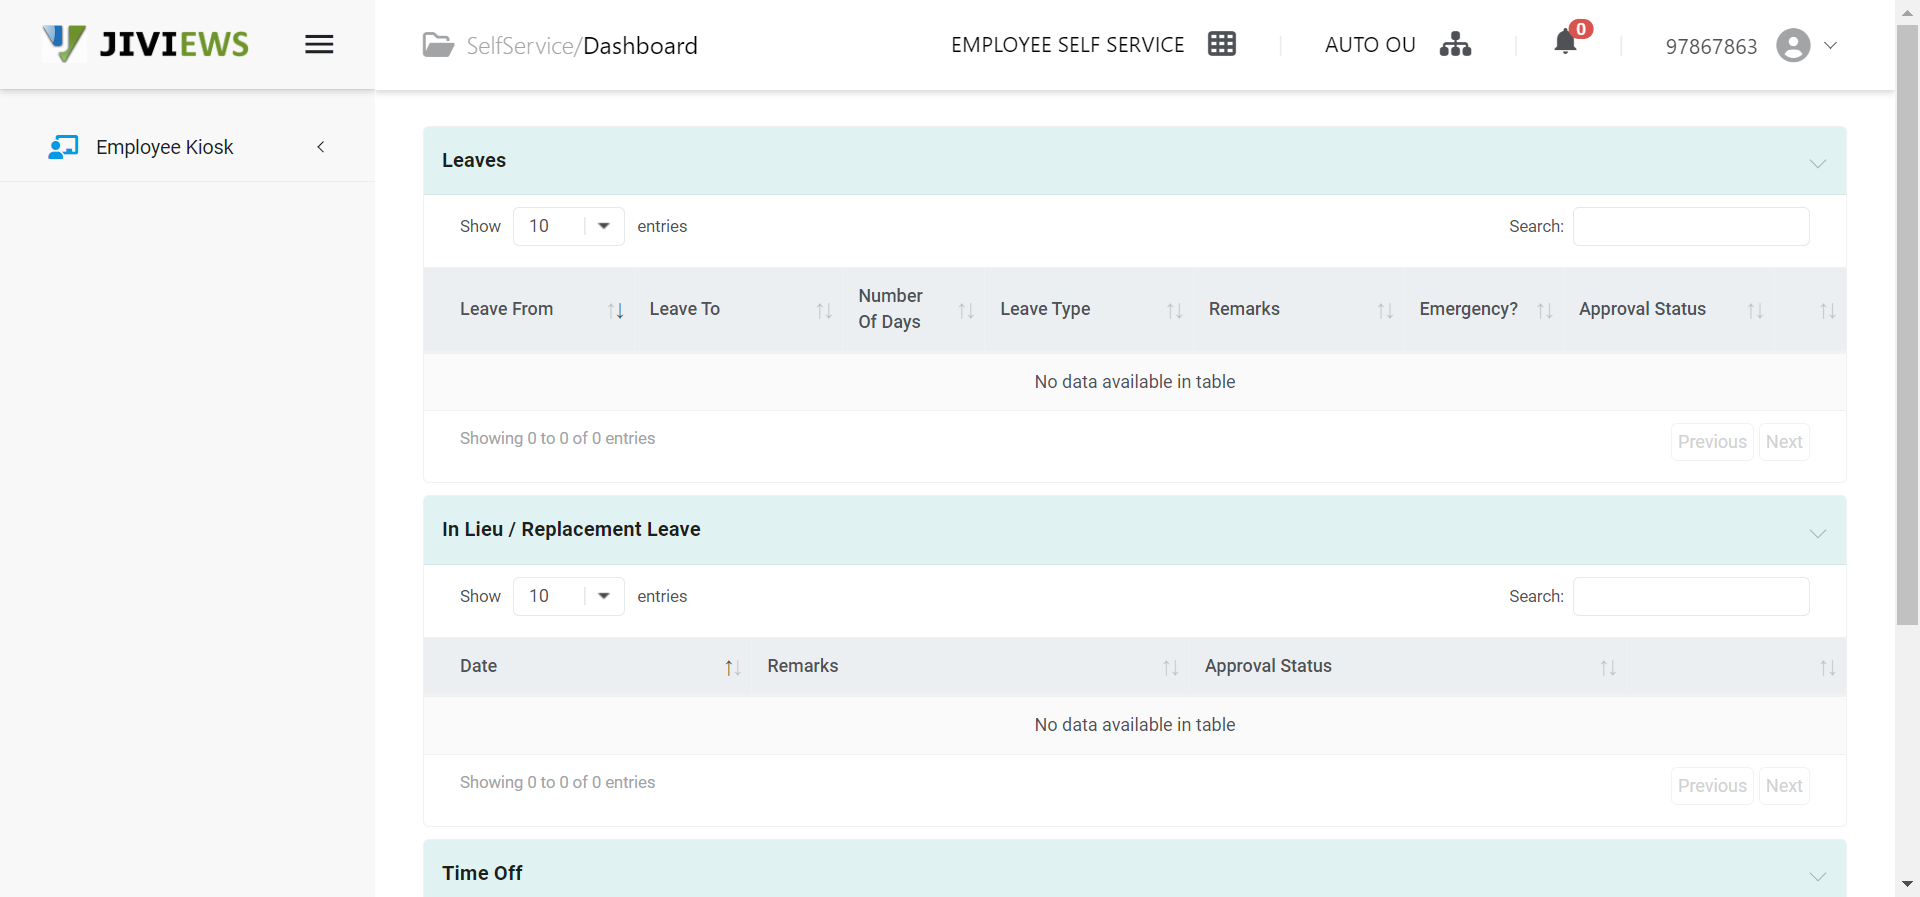 JIVIEWS
SelfService/Dashboard
EMPLOYEE SELF SERVICE
AUTO OU
0
97867863
Employee Kiosk
Leaves
Show 10 entries
Search:
Leave From
Leave To
Number
Of Days
Leave Type
Remarks
Emergency?
Approval Status
No data available in table
Showing 0 to 0 of 0 entries
Previous
Next
In Lieu / Replacement Leave
Show 10 entries
Search:
Date
Remarks
Approval Status
No data available in table
Showing 0 to 0 of 0 entries
Previous
Next
Time Off